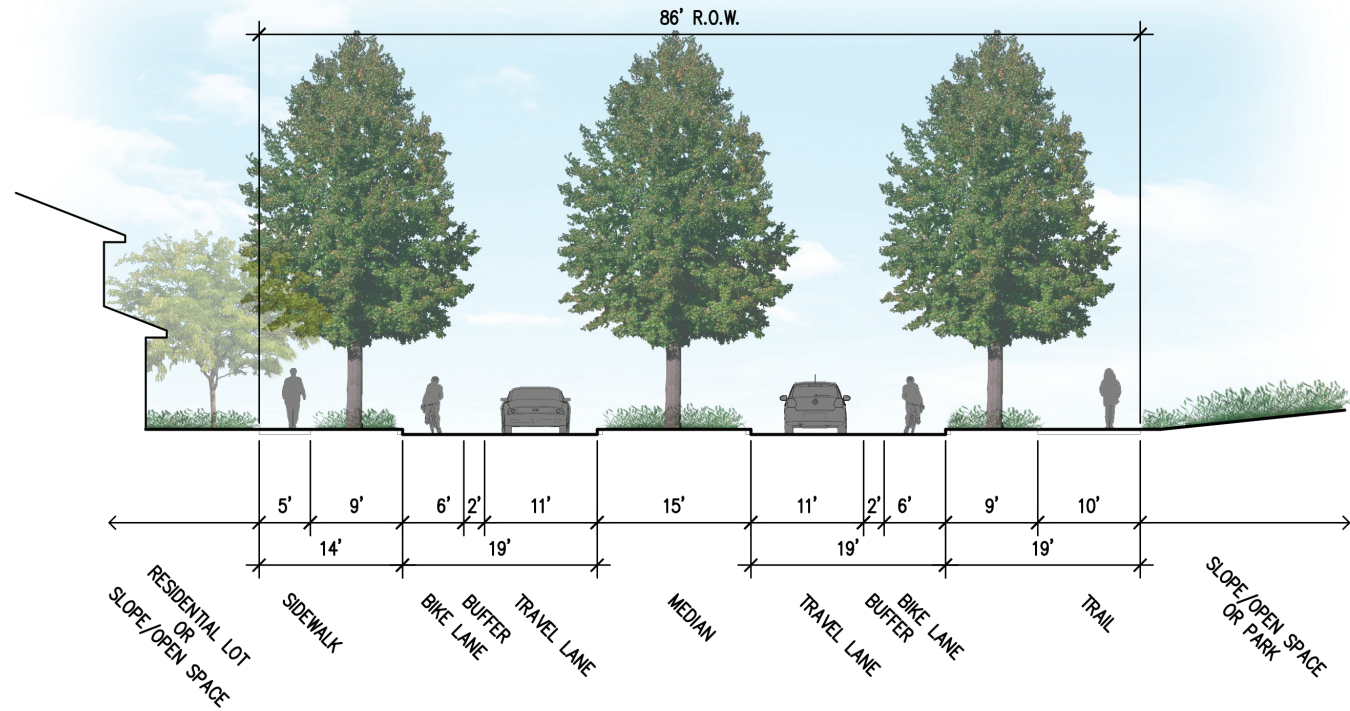 86' R.O.W.
5'
9'
6'
2'
11'
15'
11'
2'
6'
9'
10'
14'
19'
19'
19'
RESIDENTIAL LOT
OR
SLOPE/OPEN SPACE
SIDEWALK
BIKE LANE
BUFFER
TRAVEL LANE
MEDIAN
TRAVEL LANE
BUFFER
BIKE LANE
TRAIL
SLOPE/OPEN SPACE
OR PARK